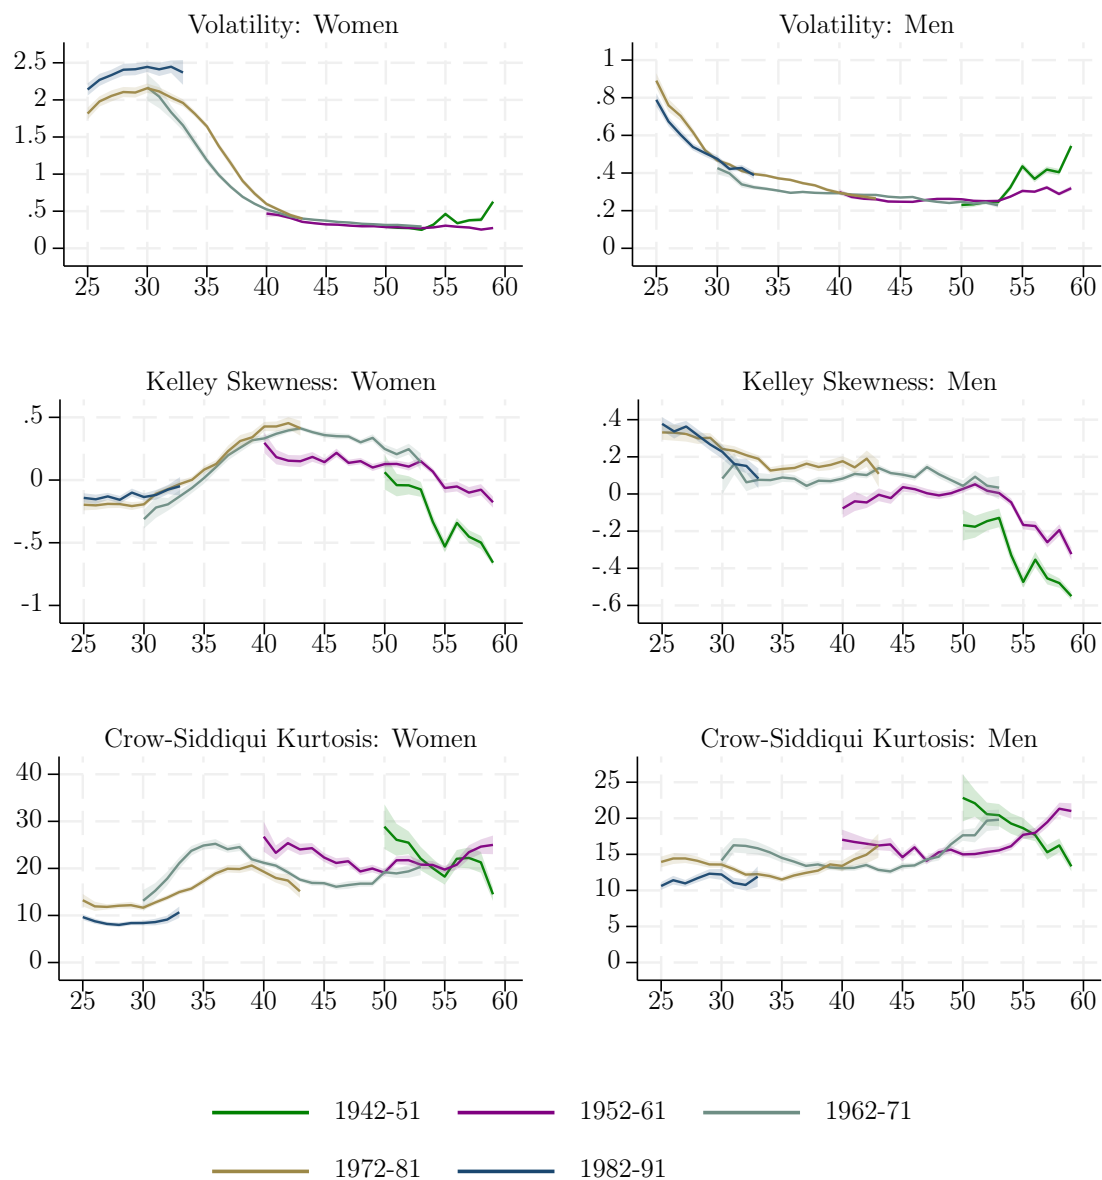 Volatility: Women
2.5
2
1.5
1
.5
0
25 30 35 40 45 50 55 60
Volatility: Men
1
.8
.6
.4
.2
0
25 30 35 40 45 50 55 60
Kelley Skewness: Women
.5
0
-.5
-1
25 30 35 40 45 50 55 60
Kelley Skewness: Men
.4
.2
0
-.2
-.4
-.6
25 30 35 40 45 50 55 60
Crow-Siddiqui Kurtosis: Women
40
30
20
10
0
25 30 35 40 45 50 55 60
Crow-Siddiqui Kurtosis: Men
25
20
15
10
5
0
25 30 35 40 45 50 55 60
1942-51 1952-61 1962-71
1972-81 1982-91